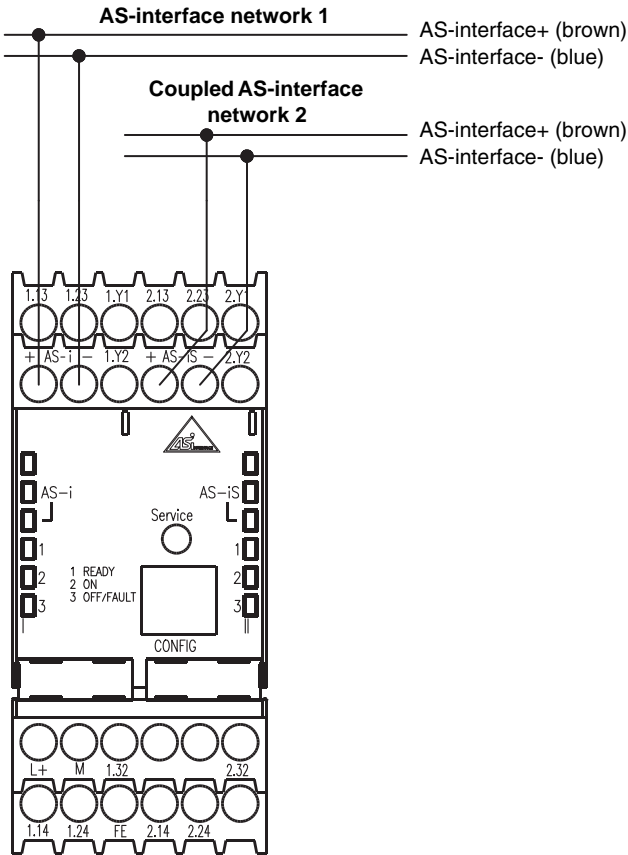 AS-interface network 1
AS-interface+ (brown)
AS-interface- (blue)
Coupled AS-interface
network 2
AS-interface+ (brown)
AS-interface- (blue)
1.13 1.23 1.Y1 2.13 2.23 2.Y1
+ AS-i - 1.Y2 + AS-iS - 2.Y2
ASi
AS-i AS-iS
Service
1 1
2 1 READY 2
2 ON
3 3 OFF/FAULT 3
I II
CONFIG
L+ M 1.32 2.32
1.14 1.24 FE 2.14 2.24